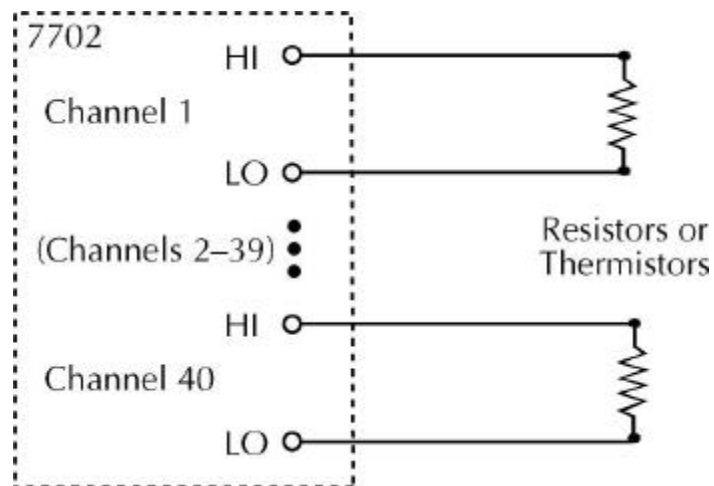 7702
HI
Channel 1
LO
(Channels 2–39)
Resistors or
Thermistors
HI
Channel 40
LO